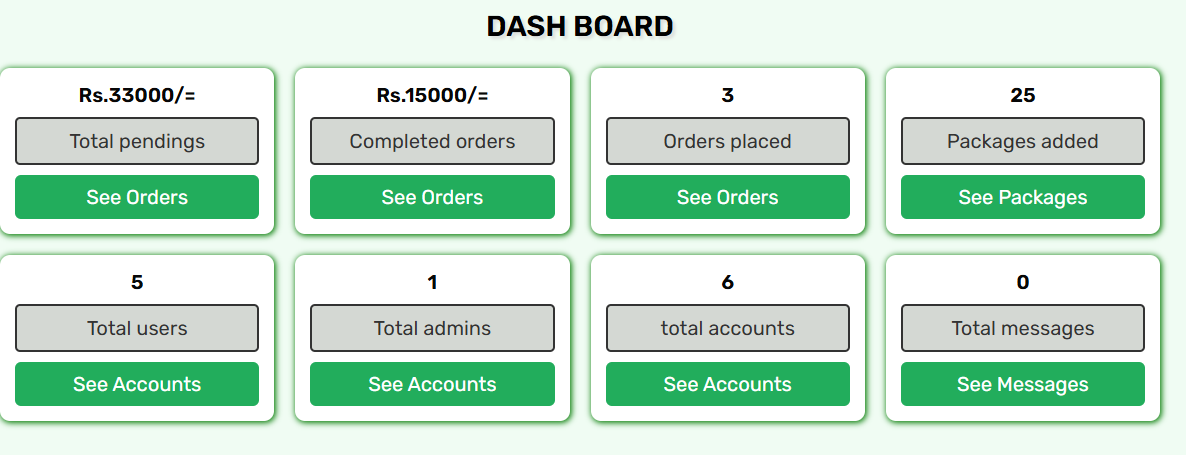 DASH BOARD
Rs.33000/=
Total pendings
See Orders
Rs.15000/=
Completed orders
See Orders
3
Orders placed
See Orders
25
Packages added
See Packages
5
Total users
See Accounts
1
Total admins
See Accounts
6
total accounts
See Accounts
0
Total messages
See Messages